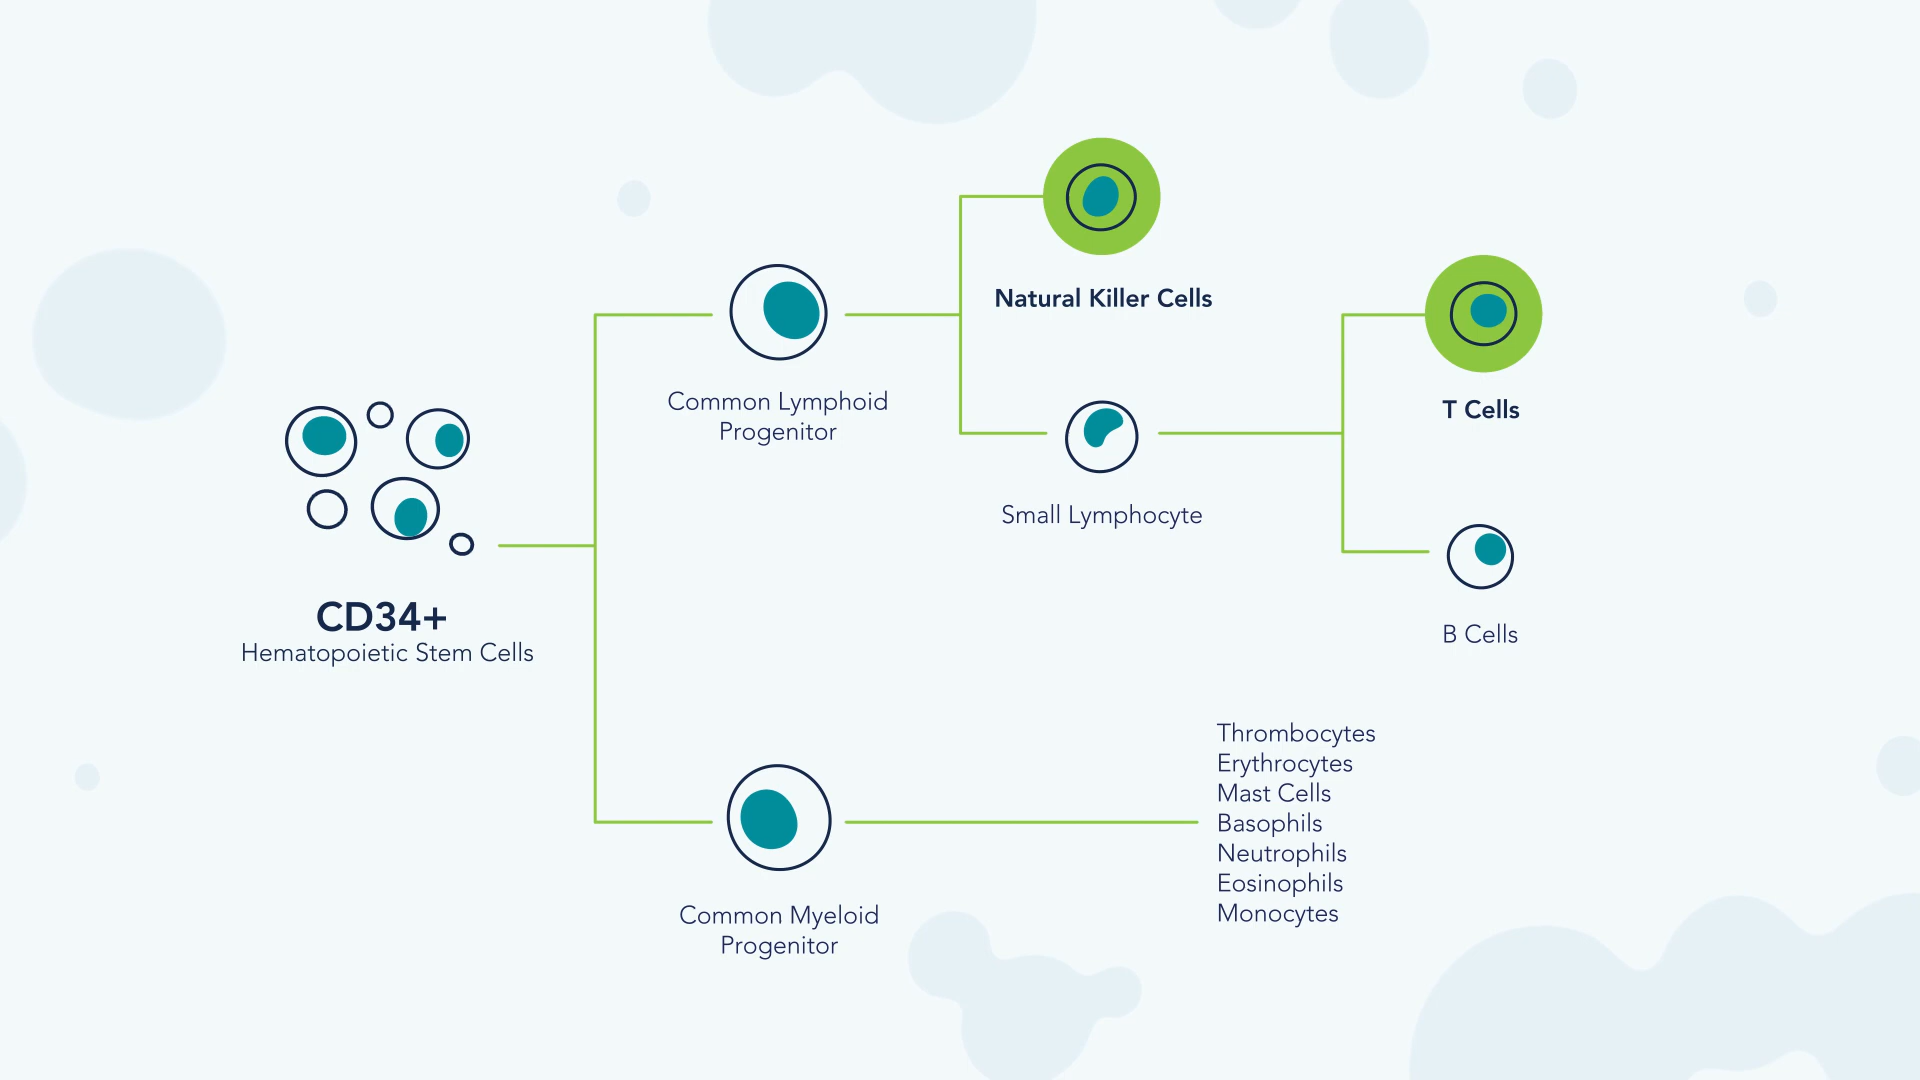 Natural Killer Cells
Common Lymphoid
Progenitor
T Cells
Small Lymphocyte
CD34+
Hematopoietic Stem Cells
B Cells
Thrombocytes
Erythrocytes
Mast Cells
Basophils
Neutrophils
Eosinophils
Monocytes
Common Myeloid
Progenitor